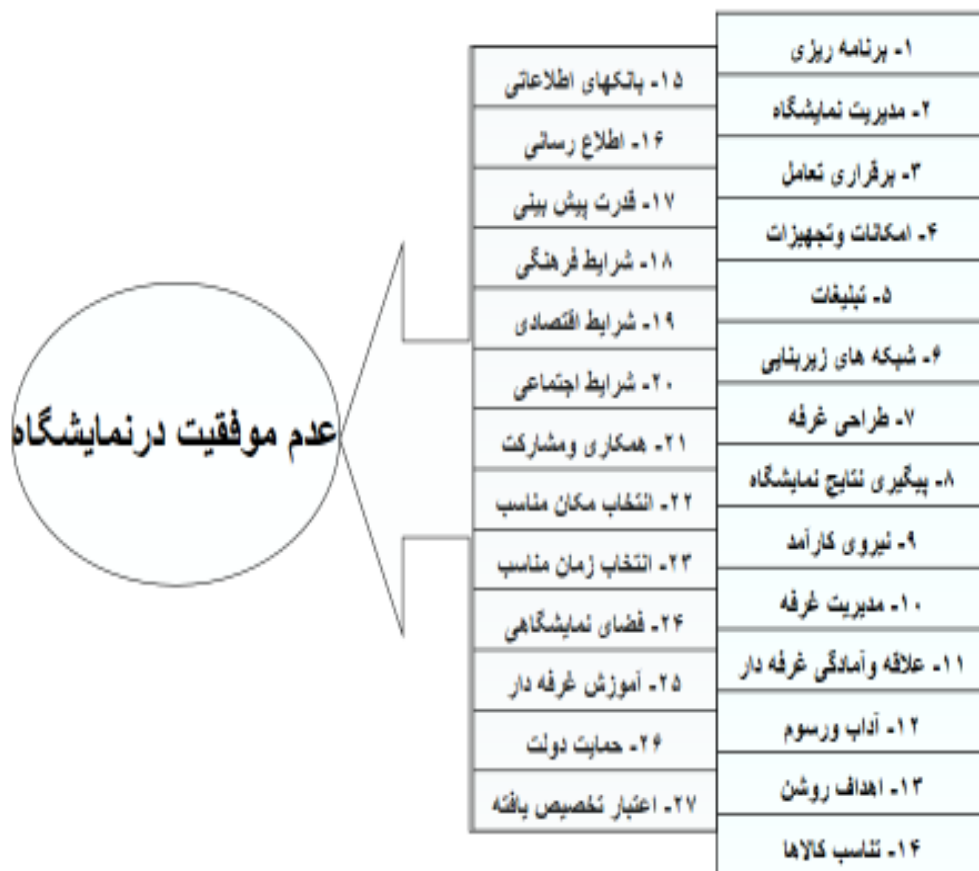 ۱- برنامه ریزی
۲- مدیریت نمایشگاه
۳- برقراری تعامل
۴- امکانات وتجهیزات
۵- تبلیغات
۶- شبکه های زیربنایی
۷- طراحی غرفه
۸- پیگیری نتایج نمایشگاه
۹- نیروی کارآمد
۱۰- مدیریت غرفه
۱۱- علاقه وآمادگی غرفه دار
۱۲- آداب ورسوم
۱۳- اهداف روشن
۱۴- تناسب کالاها
۱۵- بانکهای اطلاعاتی
۱۶- اطلاع رسانی
۱۷- قدرت پیش بینی
۱۸- شرایط فرهنگی
۱۹- شرایط اقتصادی
۲۰- شرایط اجتماعی
۲۱- همکاری ومشارکت
۲۲- انتخاب مکان مناسب
۲۳- انتخاب زمان مناسب
۲۴- فضای نمایشگاهی
۲۵- آموزش غرفه دار
۲۶- حمایت دولت
۲۷- اعتبار تخصیص یافته
عدم موفقیت درنمایشگاه